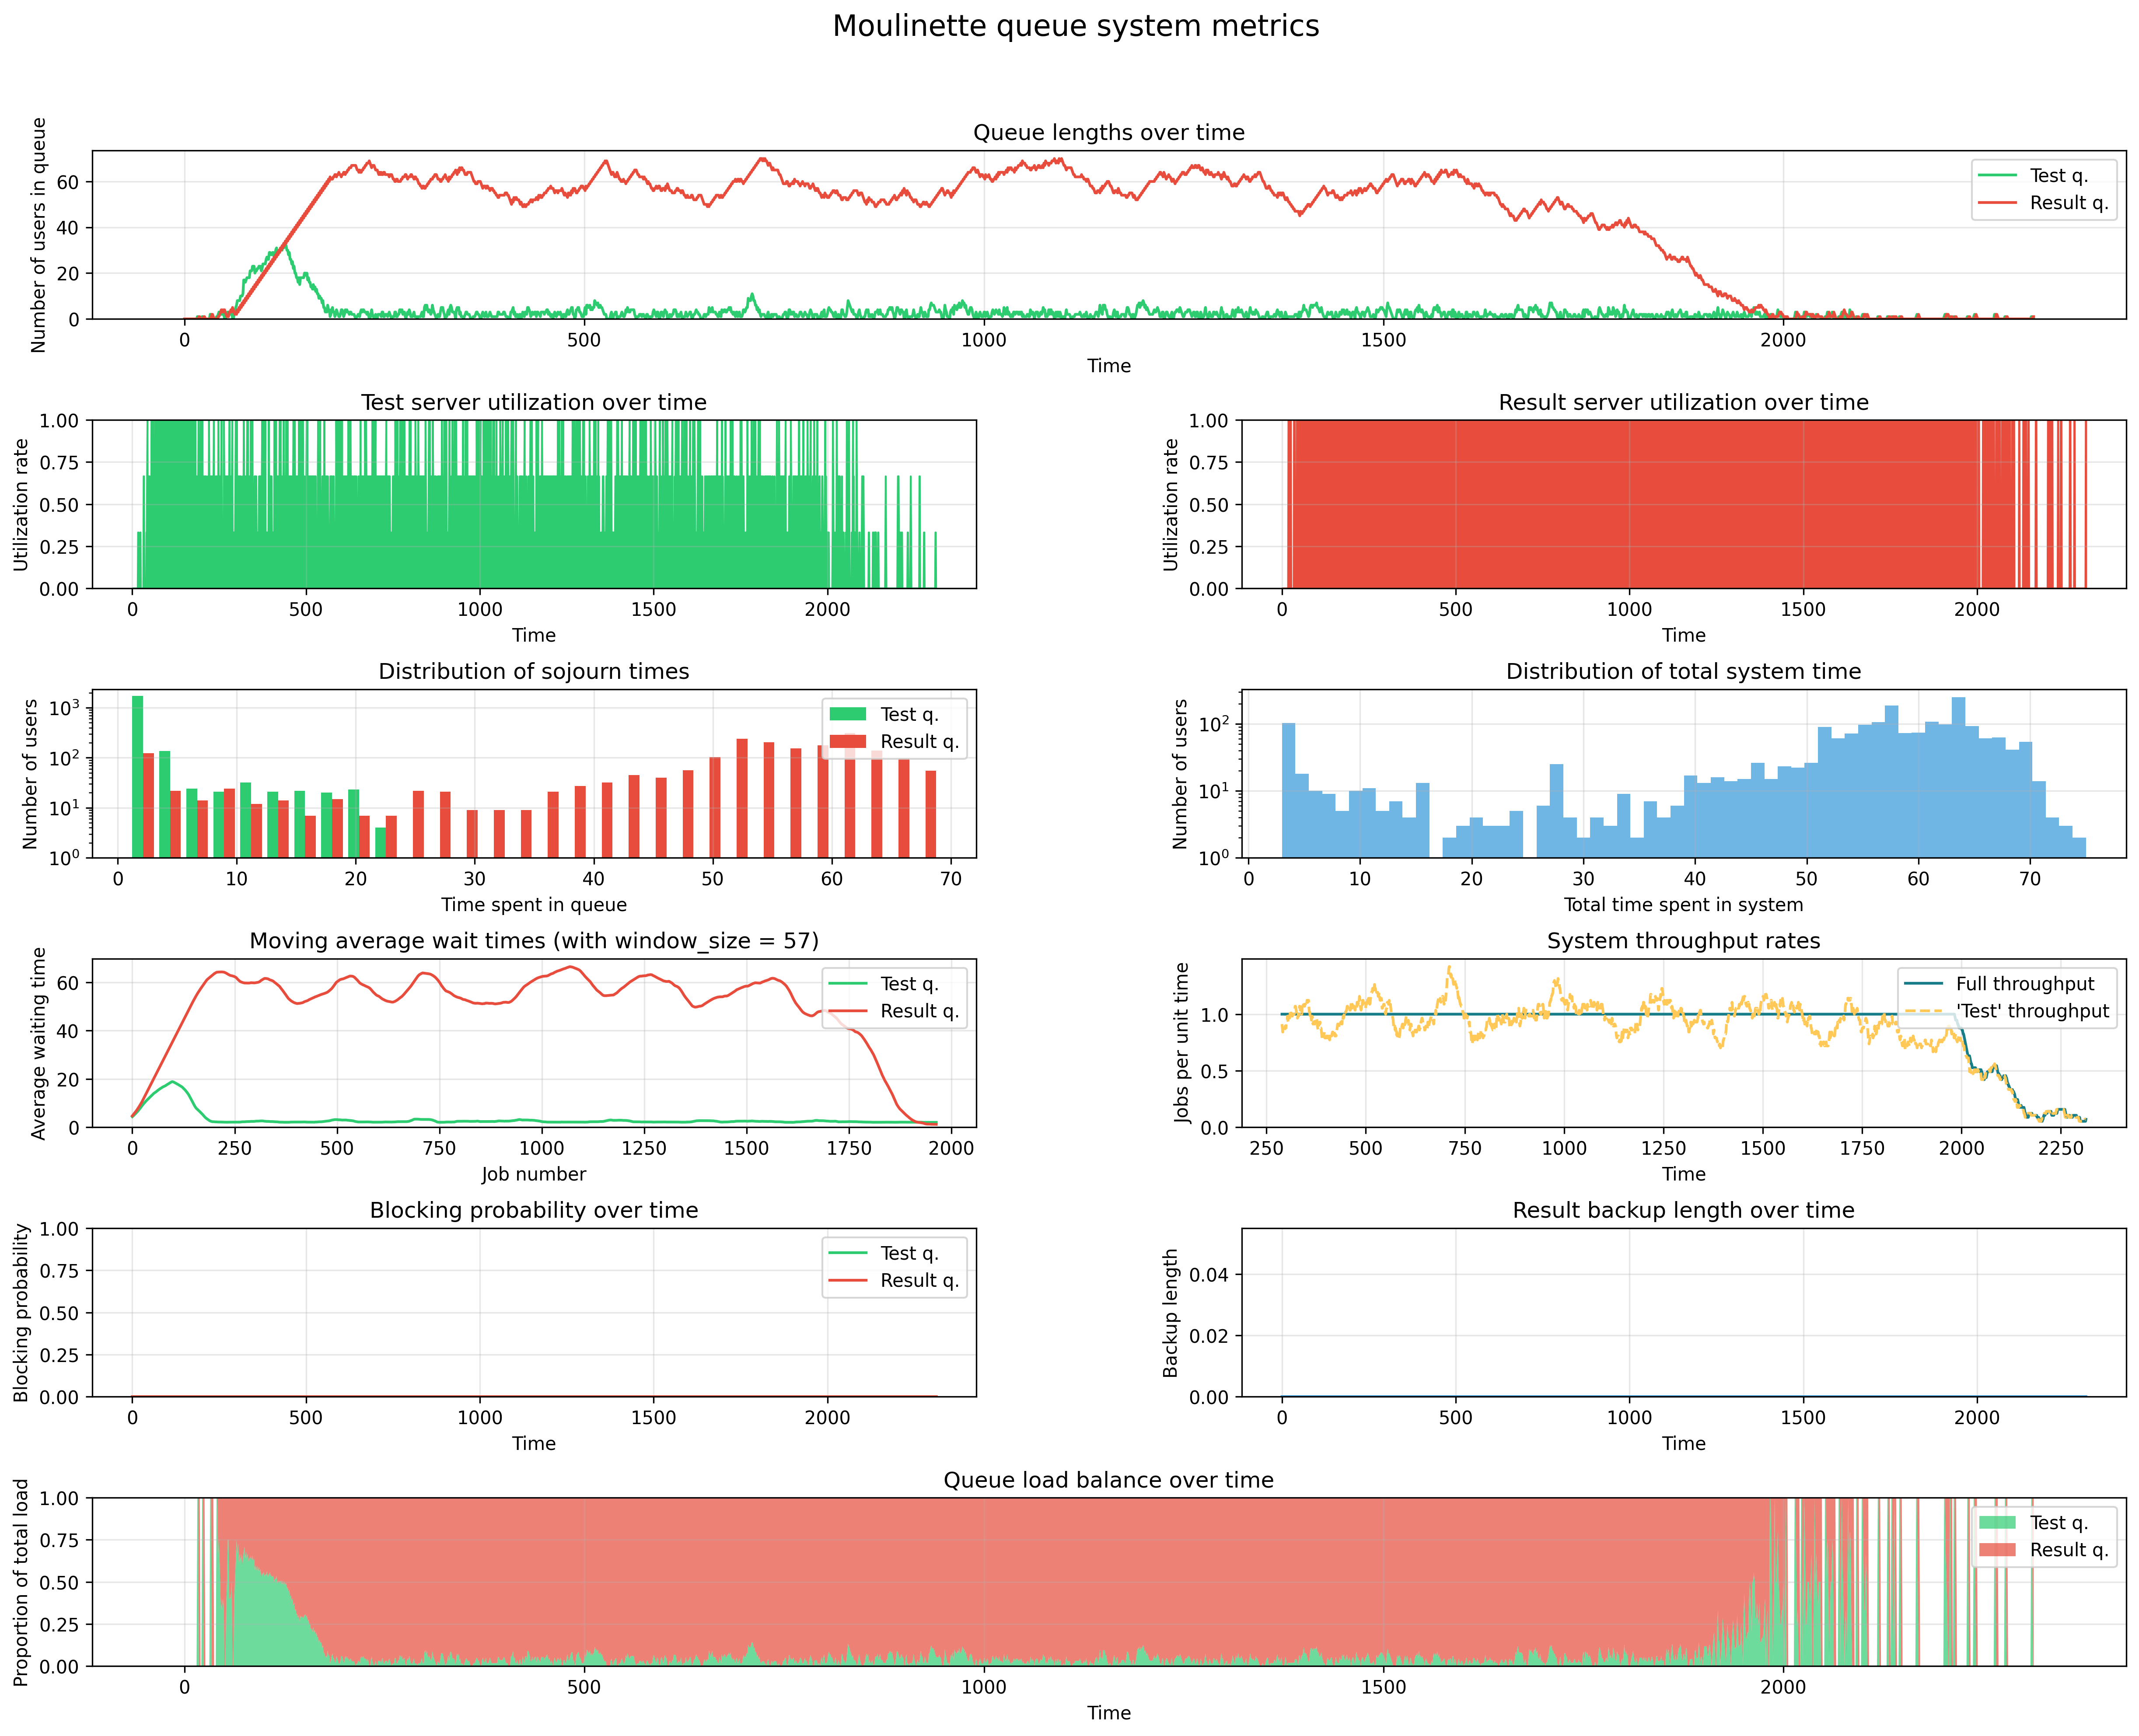 Moulinette queue system metrics
Queue lengths over time
Number of users in queue
60
40
20
0
Test q.
Result q.
0 500 1000 1500 2000
Time
Test server utilization over time
Utilization rate
1.00
0.75
0.50
0.25
0.00
0 500 1000 1500 2000
Time
Result server utilization over time
Utilization rate
1.00
0.75
0.50
0.25
0.00
0 500 1000 1500 2000
Time
Distribution of sojourn times
Number of users
10³
10²
10¹
10⁰
Test q.
Result q.
0 10 20 30 40 50 60 70
Time spent in queue
Distribution of total system time
Number of users
10²
10¹
10⁰
0 10 20 30 40 50 60 70
Total time spent in system
Moving average wait times (with window_size = 57)
Average waiting time
60
40
20
0
Test q.
Result q.
0 250 500 750 1000 1250 1500 1750 2000
Job number
System throughput rates
Jobs per unit time
1.0
0.5
0.0
Full throughput
'Test' throughput
250 500 750 1000 1250 1500 1750 2000 2250
Time
Blocking probability over time
Blocking probability
1.00
0.75
0.50
0.25
0.00
Test q.
Result q.
0 500 1000 1500 2000
Time
Result backup length over time
Backup length
0.04
0.02
0.00
0 500 1000 1500 2000
Time
Queue load balance over time
Proportion of total load
1.00
0.75
0.50
0.25
0.00
Test q.
Result q.
0 500 1000 1500 2000
Time